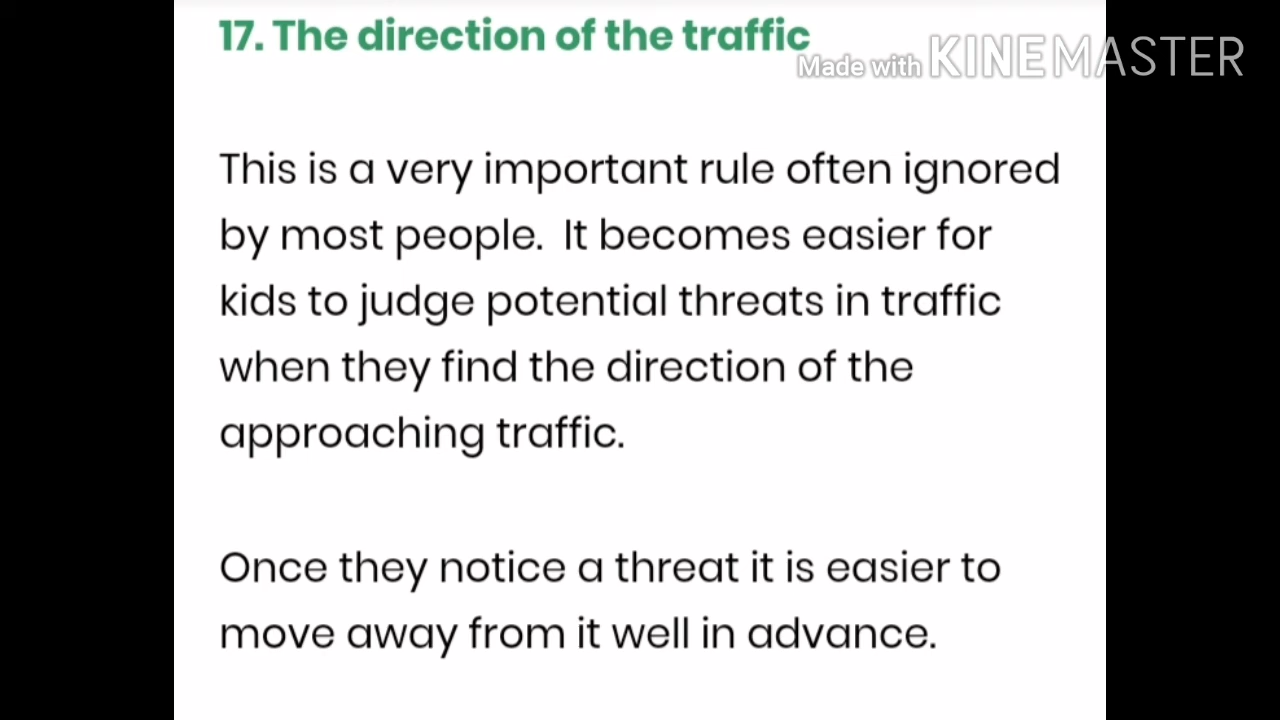 17. The direction of the traffic
Made with KINEMASTER
This is a very important rule often ignored
by most people.  It becomes easier for
kids to judge potential threats in traffic
when they find the direction of the
approaching traffic.
Once they notice a threat it is easier to
move away from it well in advance.